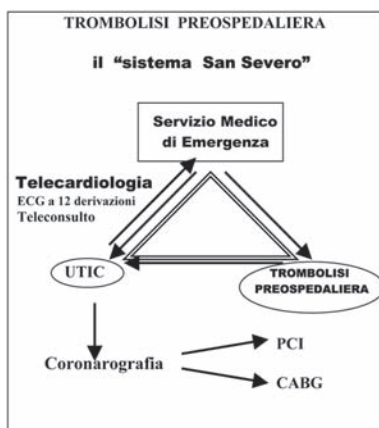 TROMBOLISI PREOSPEDALIERA
il “sistema San Severo”
Servizio Medico
di Emergenza
Telecardiologia
ECG a 12 derivazioni
Teleconsulto
UTIC
TROMBOLISI
PREOSPEDALIERA
Coronarografia
PCI
CABG